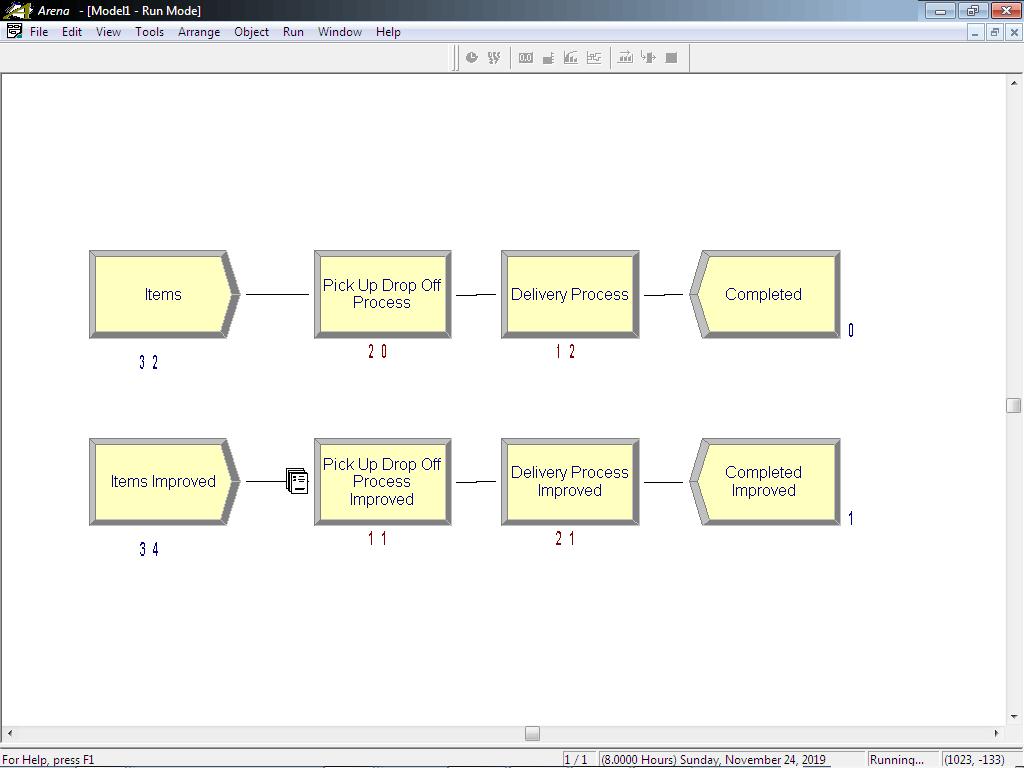 Arena - [Model1 - Run Mode]
File Edit View Tools Arrange Object Run Window Help
0.0
Items
Pick Up Drop Off
Process
Delivery Process
Completed
0
3 2
2 0
1 2
Items Improved
Pick Up Drop Off
Process
Improved
Delivery Process
Improved
Completed
Improved
1
3 4
1 1
2 1
For Help, press F1
1 / 1
(8.0000 Hours) Sunday, November 24, 2019
Running...
(1023, -133)